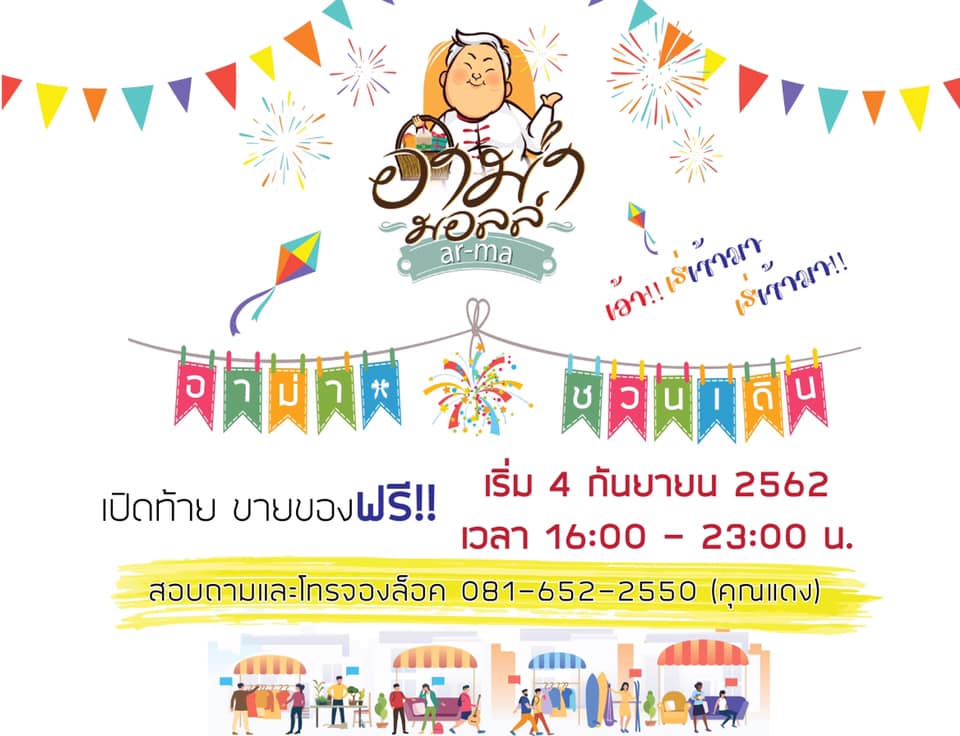 อาม่า
มอลล์
ar-ma
เอ้า!! เร่เข้ามา
เร่เข้ามา!!
อาม่า ชวนเดิน
เปิดท้าย ขายของฟรี!!
เริ่ม 4 กันยายน 2562
เวลา 16:00 - 23:00 น.
สอบถามและโทรจองล็อค 081-652-2550 (คุณแดง)